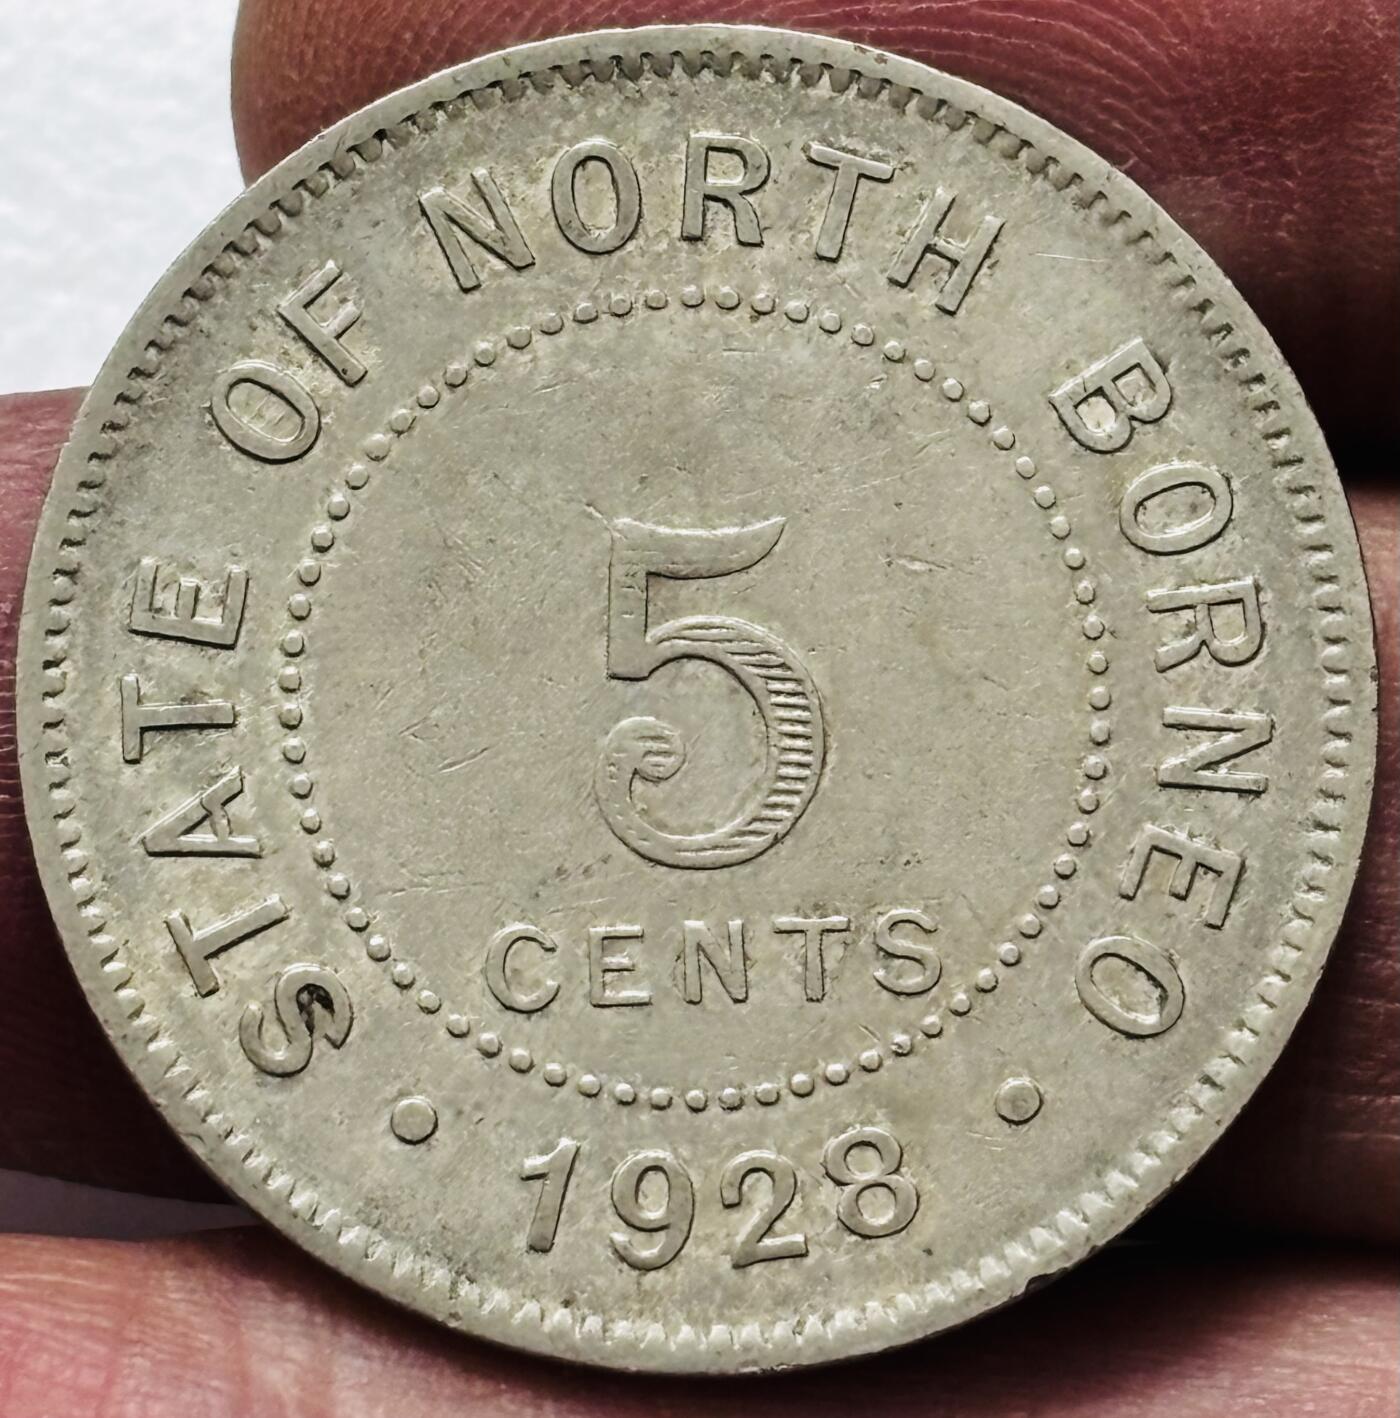 STATE OF NORTH BORNEO
5
CENTS
• 1928 •